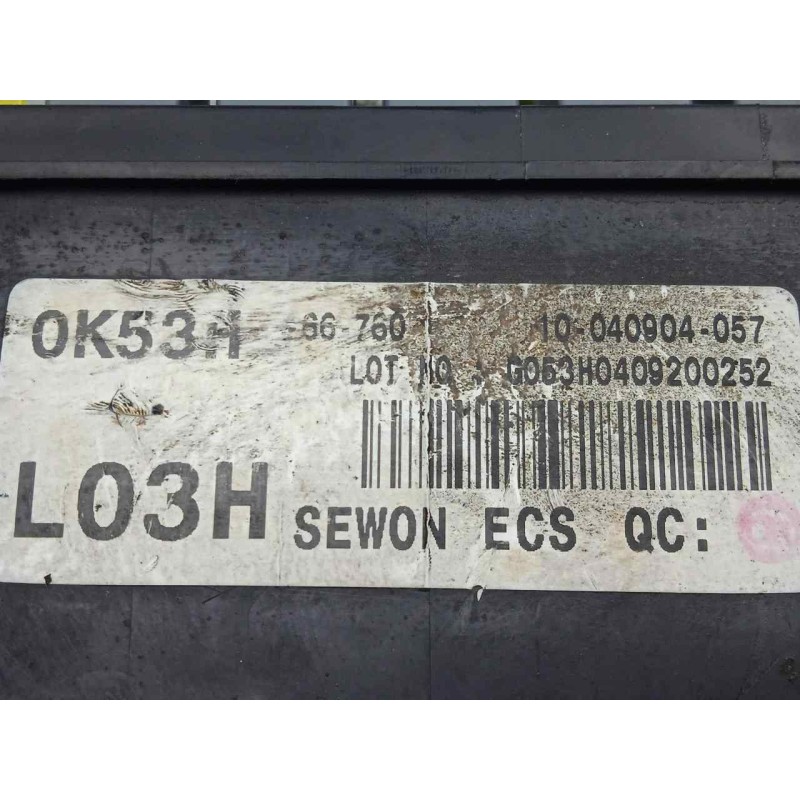 0K53H 66-760 10-040904-057
LOT NO G053H0409200252
L03H SEWON ECS QC: